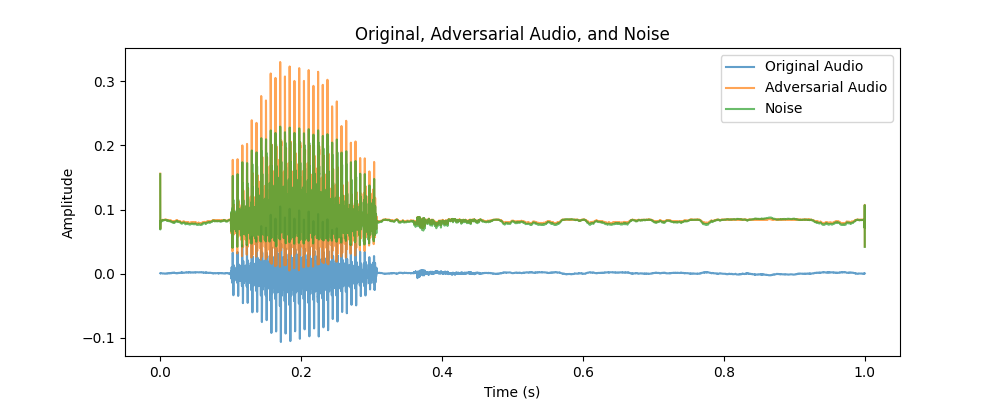 Original, Adversarial Audio, and Noise
Original Audio
Adversarial Audio
Noise
Amplitude
0.3
0.2
0.1
0.0
−0.1
0.0 0.2 0.4 0.6 0.8 1.0
Time (s)